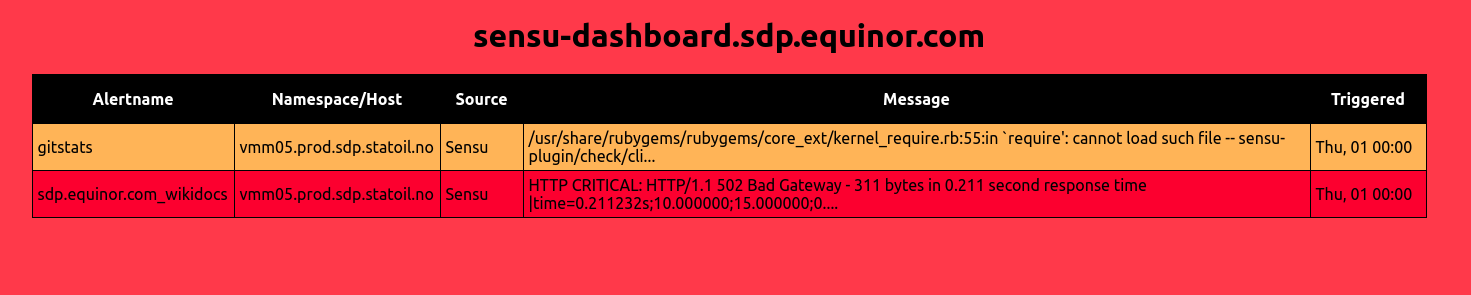 sensu-dashboard.sdp.equinor.com
Alertname Namespace/Host Source Message Triggered
gitstats vmm05.prod.sdp.statoil.no Sensu /usr/share/rubygems/rubygems/core_ext/kernel_require.rb:55:in `require': cannot load such file -- sensu-
plugin/check/cli... Thu, 01 00:00
sdp.equinor.com_wikidocs vmm05.prod.sdp.statoil.no Sensu HTTP CRITICAL: HTTP/1.1 502 Bad Gateway - 311 bytes in 0.211 second response time
|time=0.211232s;10.000000;15.000000;0.... Thu, 01 00:00